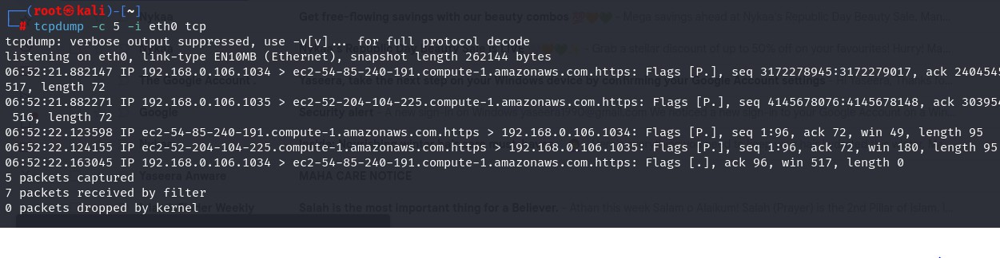 ┌──(root㉿kali)-[~]
└─# tcpdump -c 5 -i eth0 tcp
tcpdump: verbose output suppressed, use -v[v]... for full protocol decode
listening on eth0, link-type EN10MB (Ethernet), snapshot length 262144 bytes
06:52:21.882147 IP 192.168.0.106.1034 > ec2-54-85-240-191.compute-1.amazonaws.com.https: Flags [P.], seq 3172278945:3172279017, ack 2404545
517, length 72
06:52:21.882271 IP 192.168.0.106.1035 > ec2-52-204-104-225.compute-1.amazonaws.com.https: Flags [P.], seq 4145678076:4145678148, ack 303954
516, length 72
06:52:22.123598 IP ec2-54-85-240-191.compute-1.amazonaws.com.https > 192.168.0.106.1034: Flags [P.], seq 1:96, ack 72, win 49, length 95
06:52:22.124155 IP ec2-52-204-104-225.compute-1.amazonaws.com.https > 192.168.0.106.1035: Flags [P.], seq 1:96, ack 72, win 180, length 95
06:52:22.163045 IP 192.168.0.106.1034 > ec2-54-85-240-191.compute-1.amazonaws.com.https: Flags [.], ack 96, win 517, length 0
5 packets captured
7 packets received by filter
0 packets dropped by kernel